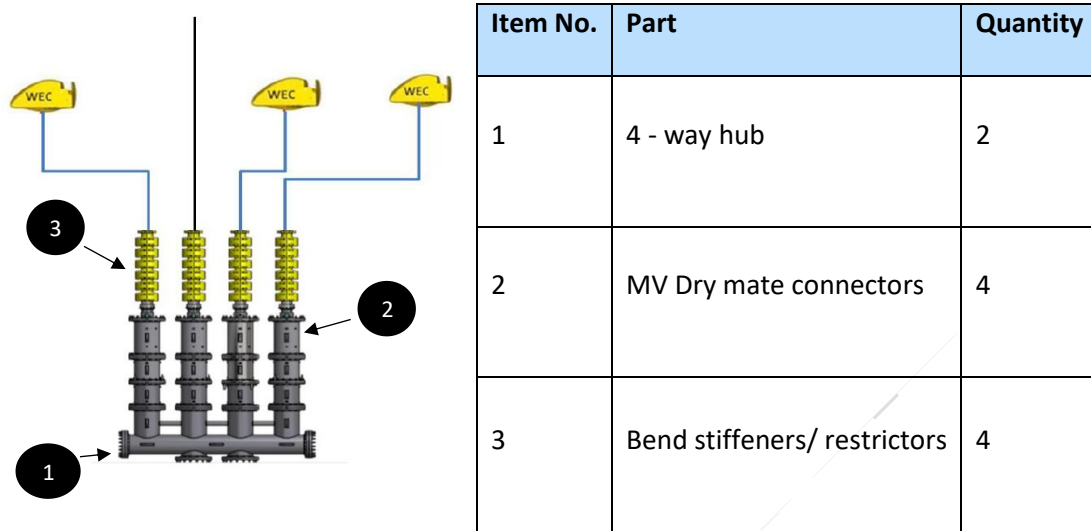 WEC WEC WEC
3
2
1
Item No. Part Quantity
1 4 - way hub 2
2 MV Dry mate connectors 4
3 Bend stiffeners/ restrictors 4